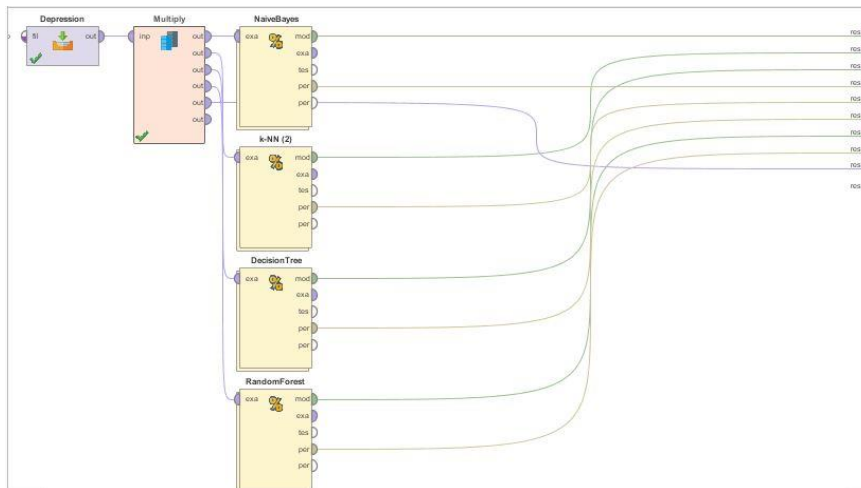 Depression
fil
out
Multiply
inp
out
out
out
out
out
out
NaiveBayes
exa
mod
exa
tes
per
per
k-NN (2)
exa
mod
exa
tes
per
per
DecisionTree
exa
mod
exa
tes
per
per
RandomForest
exa
mod
exa
tes
per
per
res
res
res
res
res
res
res
res
res
res